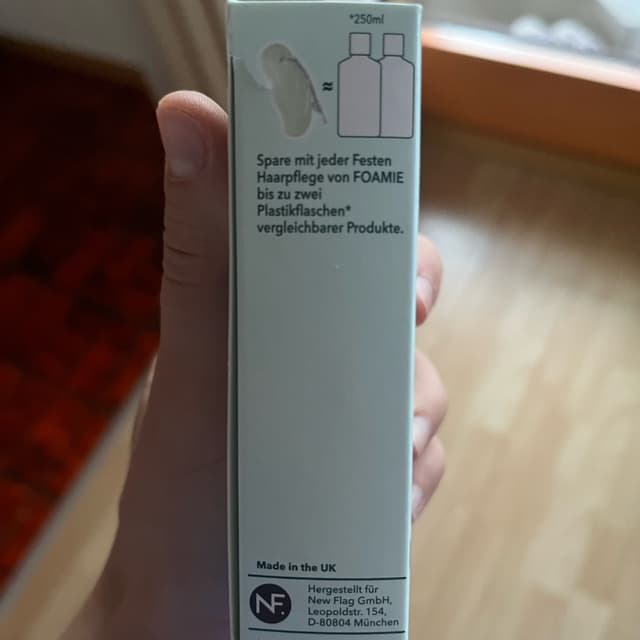 *250ml
≈
Spare mit jeder Festen
Haarpflege von FOAMIE
bis zu zwei
Plastikflaschen*
vergleichbarer Produkte.
Made in the UK
NF.
Hergestellt für
New Flag GmbH,
Leopoldstr. 154,
D-80804 München